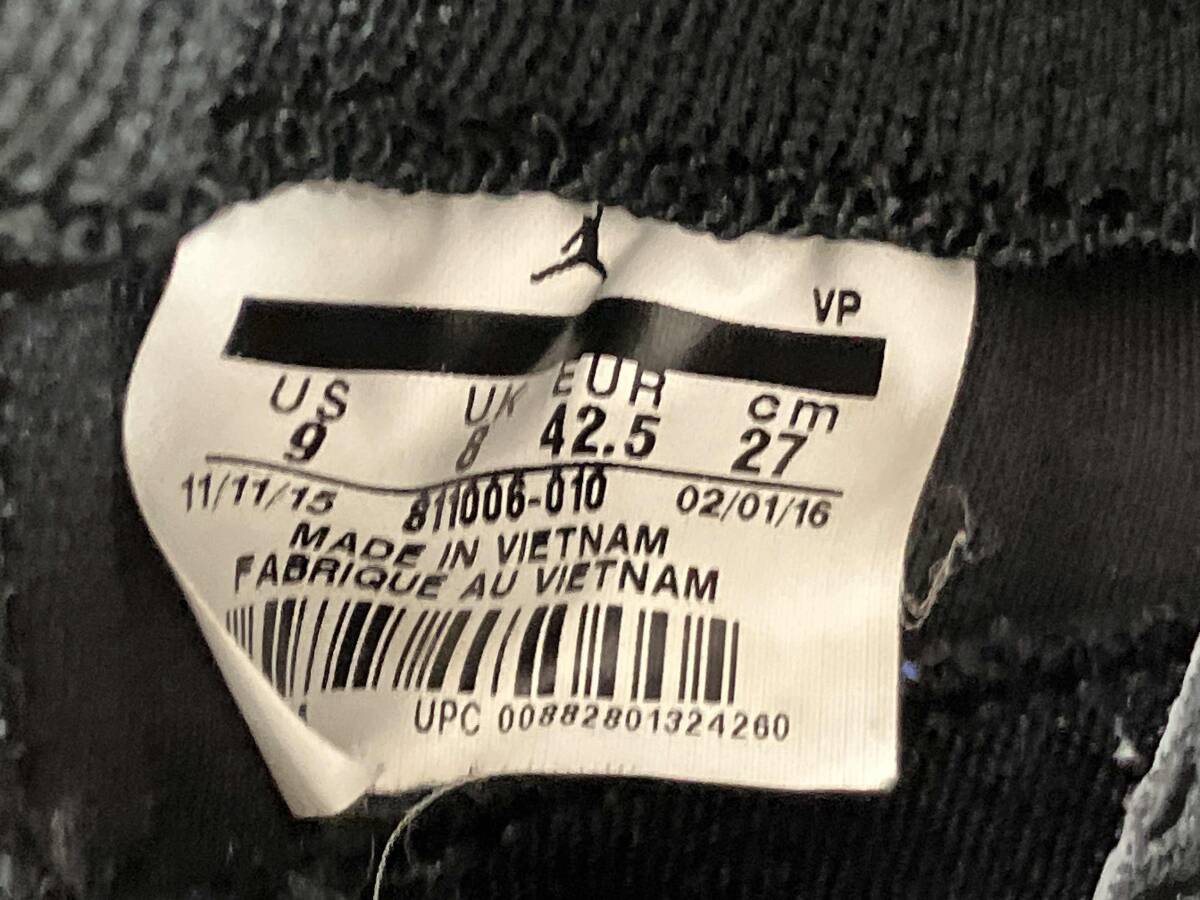 VP
US UK EUR cm
9 8 42.5 27
11/11/15 811006-010 02/01/16
MADE IN VIETNAM
FABRIQUE AU VIETNAM
UPC 00882801324260